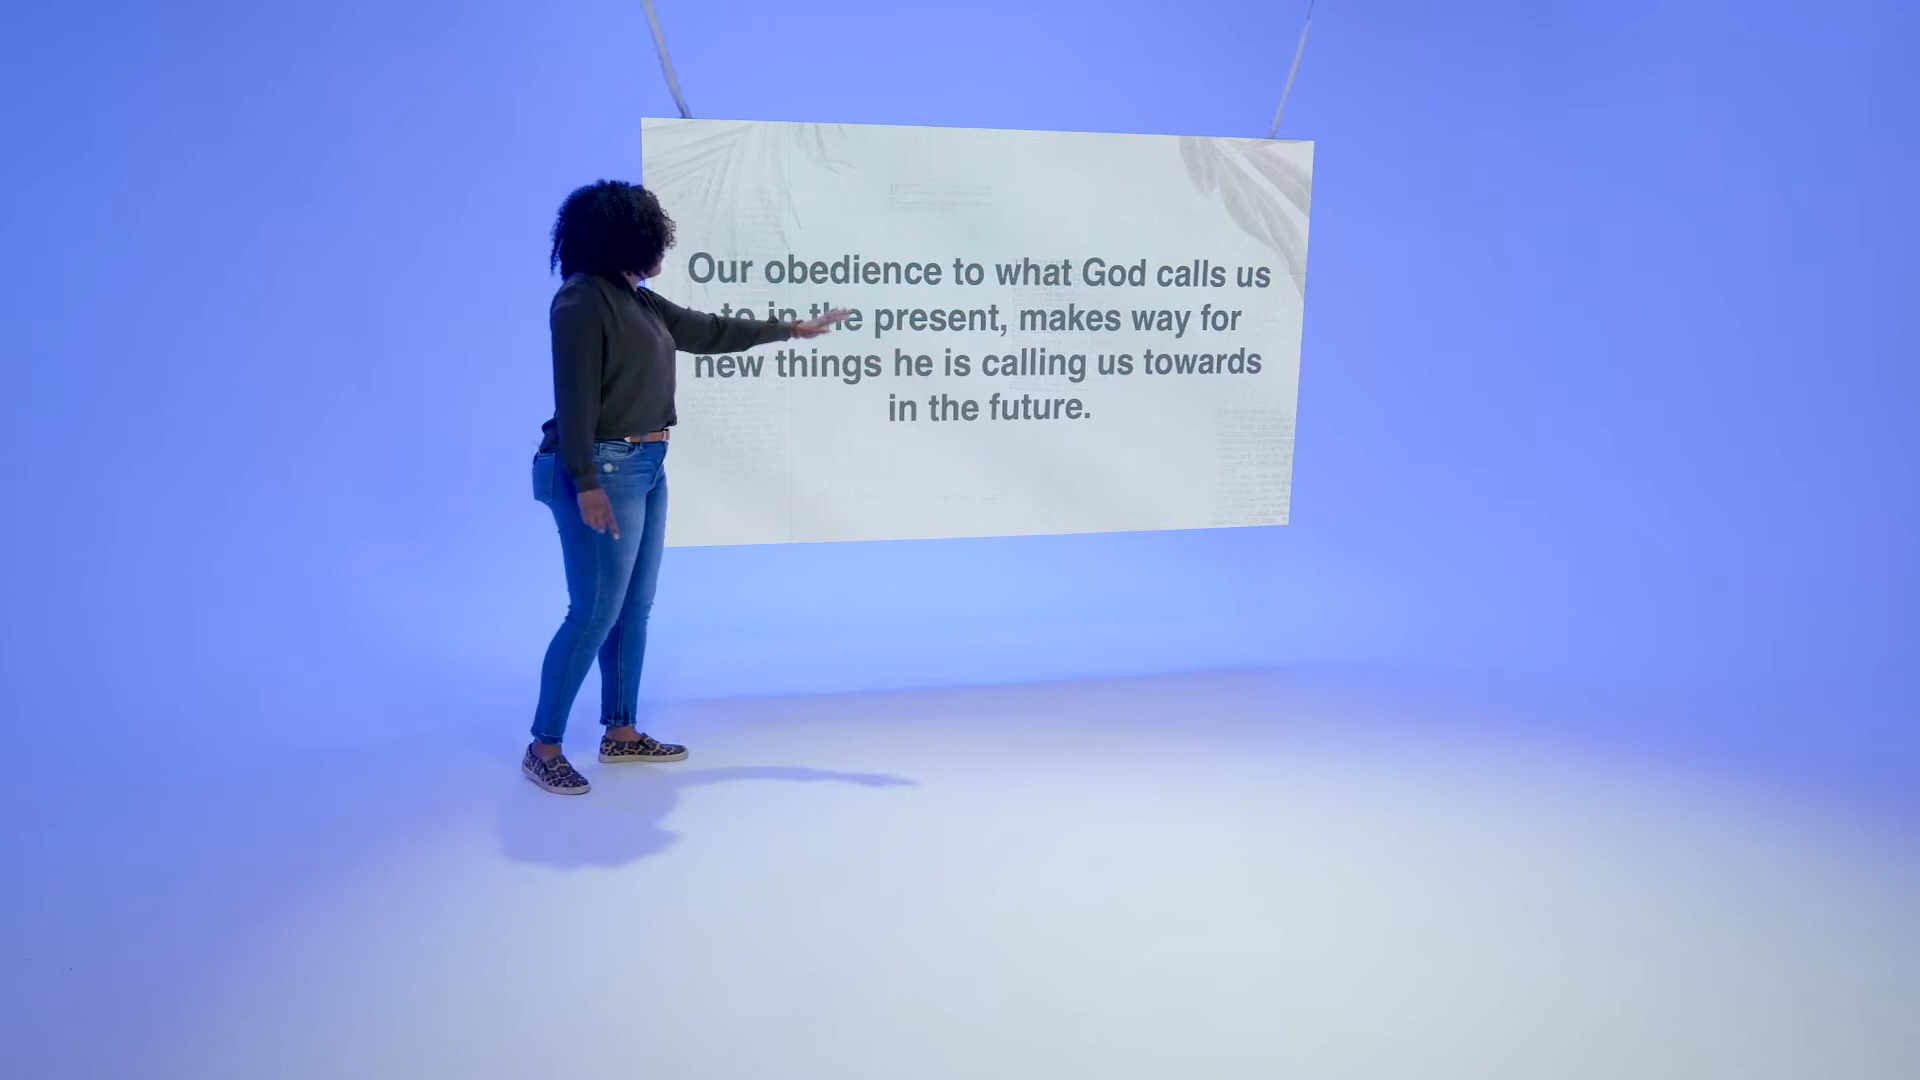 Our obedience to what God calls us
to in the present, makes way for
new things he is calling us towards
in the future.